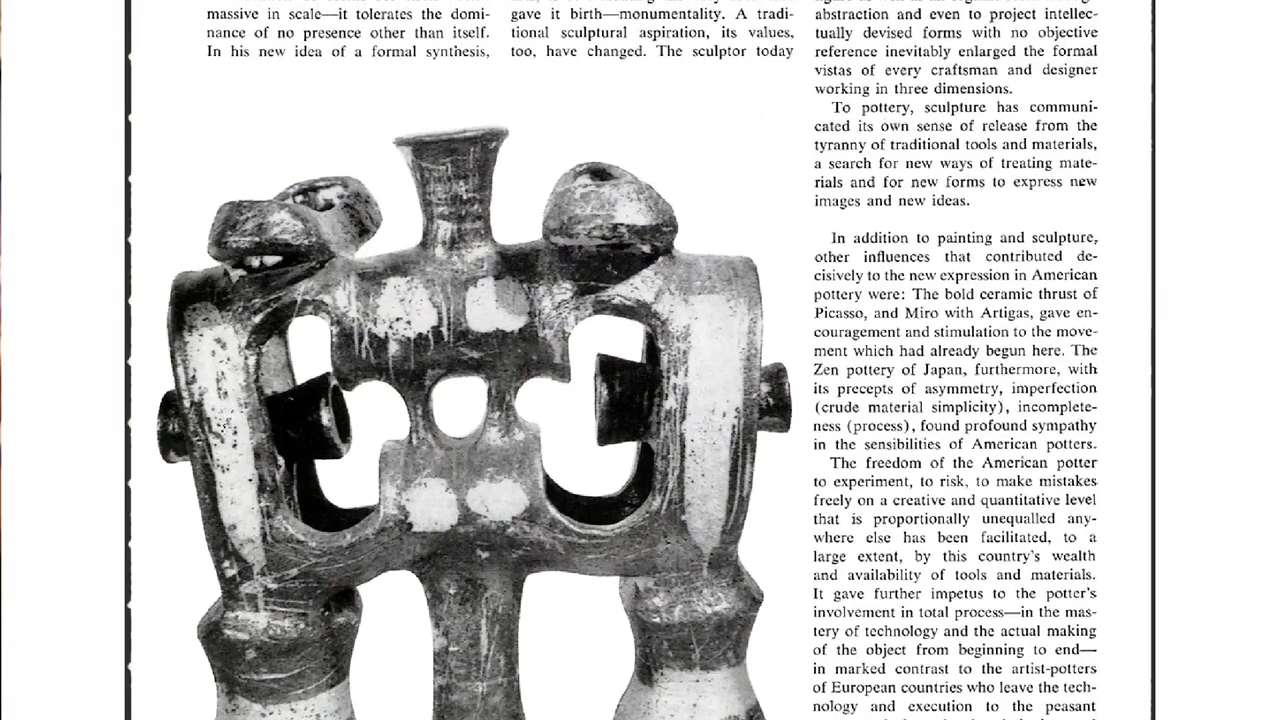 massive in scale—it tolerates the domi-
nance of no presence other than itself.
In his new idea of a formal synthesis,
gave it birth—monumentality. A tradi-
tional sculptural aspiration, its values,
too, have changed. The sculptor today
abstraction and even to project intellec-
tually devised forms with no objective
reference inevitably enlarged the formal
vistas of every craftsman and designer
working in three dimensions.
To pottery, sculpture has communi-
cated its own sense of release from the
tyranny of traditional tools and materials,
a search for new ways of treating mate-
rials and for new forms to express new
images and new ideas.
In addition to painting and sculpture,
other influences that contributed de-
cisively to the new expression in American
pottery were: The bold ceramic thrust of
Picasso, and Miro with Artigas, gave en-
couragement and stimulation to the move-
ment which had already begun here. The
Zen pottery of Japan, furthermore, with
its precepts of asymmetry, imperfection
(crude material simplicity), incomplete-
ness (process), found profound sympathy
in the sensibilities of American potters.
The freedom of the American potter
to experiment, to risk, to make mistakes
freely on a creative and quantitative level
that is proportionally unequalled any-
where else has been facilitated, to a
large extent, by this country's wealth
and availability of tools and materials.
It gave further impetus to the potter's
involvement in total process—in the mas-
tery of technology and the actual making
of the object from beginning to end—
in marked contrast to the artist-potters
of European countries who leave the tech-
nology and execution to the peasant